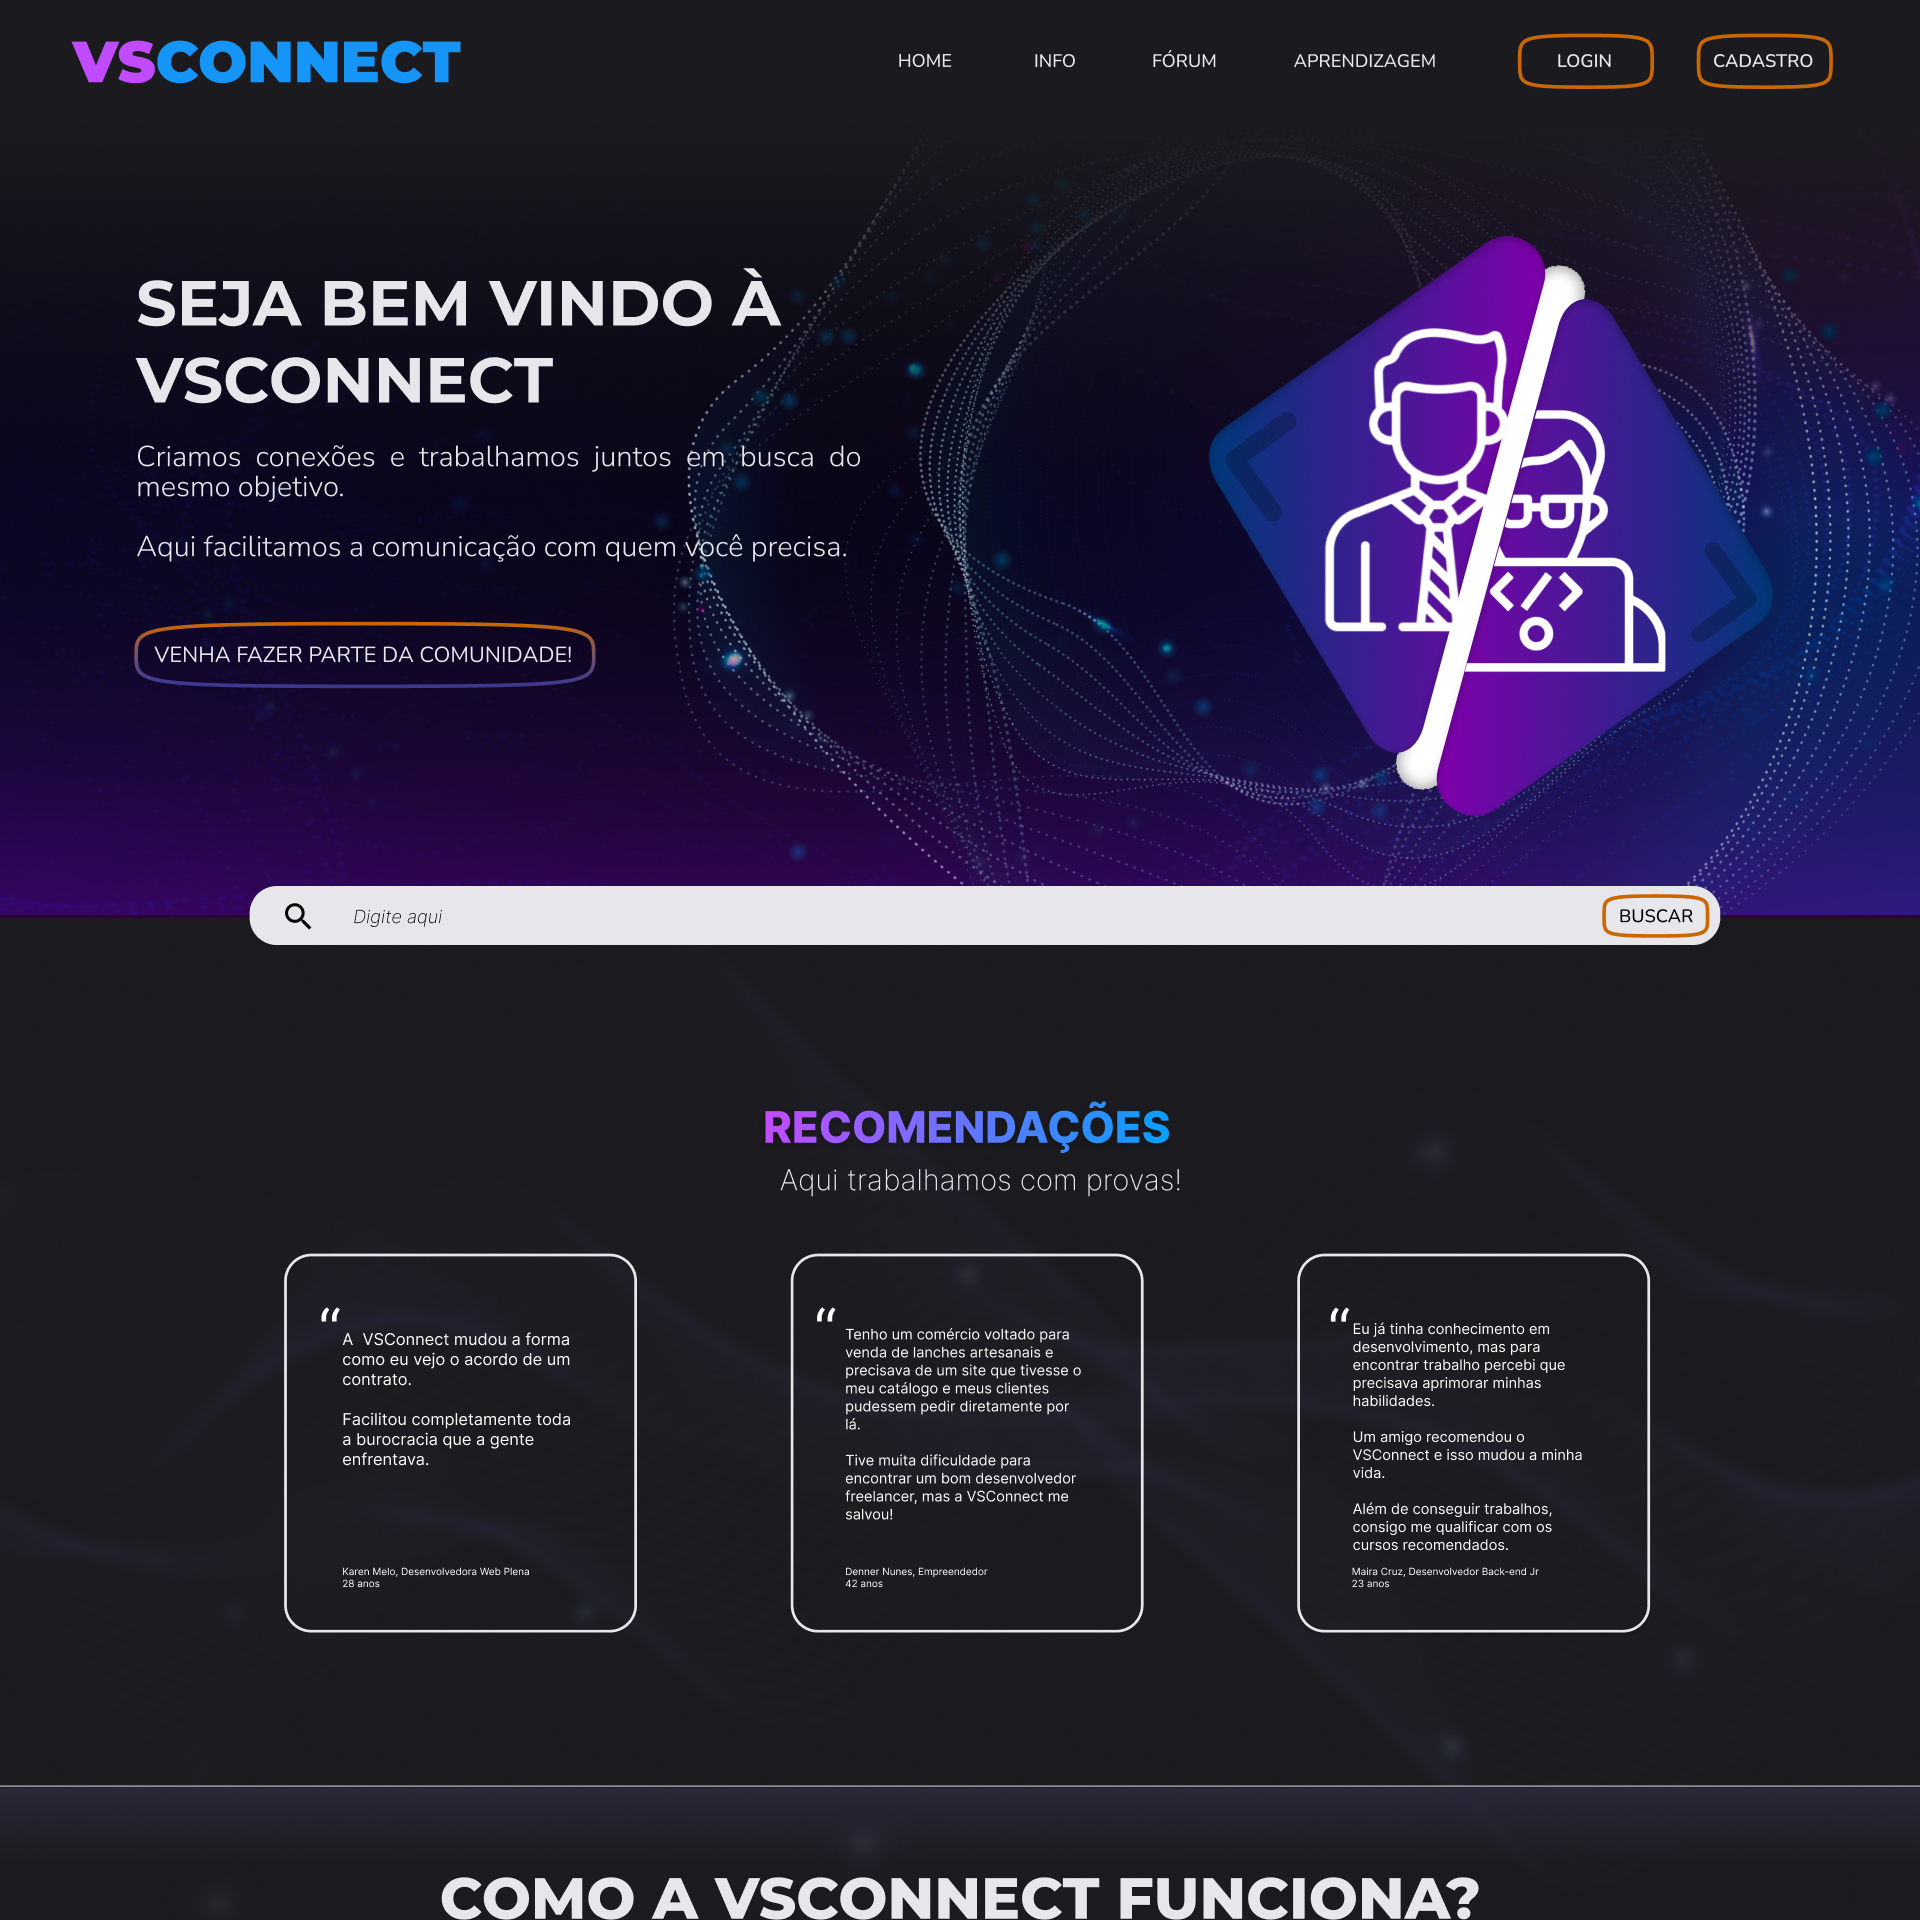 VSCONNECT
HOME INFO FÓRUM APRENDIZAGEM LOGIN CADASTRO
SEJA BEM VINDO À
VSCONNECT
Criamos conexões e trabalhamos juntos em busca do
mesmo objetivo.
Aqui facilitamos a comunicação com quem você precisa.
VENHA FAZER PARTE DA COMUNIDADE!
</>
Digite aqui BUSCAR
RECOMENDAÇÕES
Aqui trabalhamos com provas!
“
A  VSConnect mudou a forma
como eu vejo o acordo de um
contrato.
Facilitou completamente toda
a burocracia que a gente
enfrentava.
Karen Melo, Desenvolvedora Web Plena
28 anos
“
Tenho um comércio voltado para
venda de lanches artesanais e
precisava de um site que tivesse o
meu catálogo e meus clientes
pudessem pedir diretamente por
lá.
Tive muita dificuldade para
encontrar um bom desenvolvedor
freelancer, mas a VSConnect me
salvou!
Denner Nunes, Empreendedor
42 anos
“
Eu já tinha conhecimento em
desenvolvimento, mas para
encontrar trabalho percebi que
precisava aprimorar minhas
habilidades.
Um amigo recomendou o
VSConnect e isso mudou a minha
vida.
Além de conseguir trabalhos,
consigo me qualificar com os
cursos recomendados.
Maira Cruz, Desenvolvedor Back-end Jr
23 anos
COMO A VSCONNECT FUNCIONA?